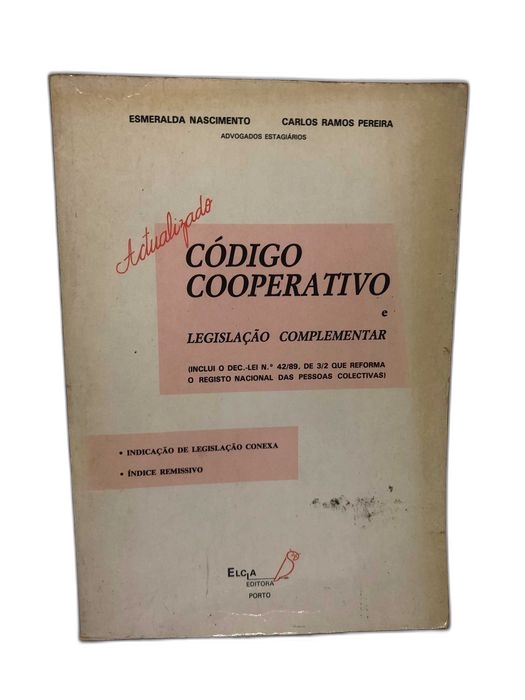 ESMERALDA NASCIMENTO CARLOS RAMOS PEREIRA
ADVOGADOS ESTAGIÁRIOS
Actualizado
CÓDIGO
COOPERATIVO
e
LEGISLAÇÃO COMPLEMENTAR
(INCLUI O DEC.-LEI N.º 42/89, DE 3/2 QUE REFORMA
O REGISTO NACIONAL DAS PESSOAS COLECTIVAS)
• INDICAÇÃO DE LEGISLAÇÃO CONEXA
• ÍNDICE REMISSIVO
ELCLA
EDITORA
PORTO